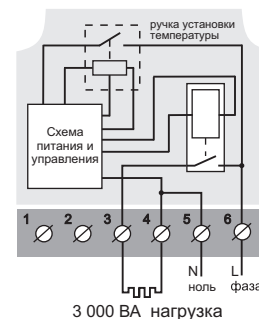 ручка установки
температуры
Схема
питания и
управления
1 2 3 4 5 6
N L
ноль фаза
3 000 ВА нагрузка